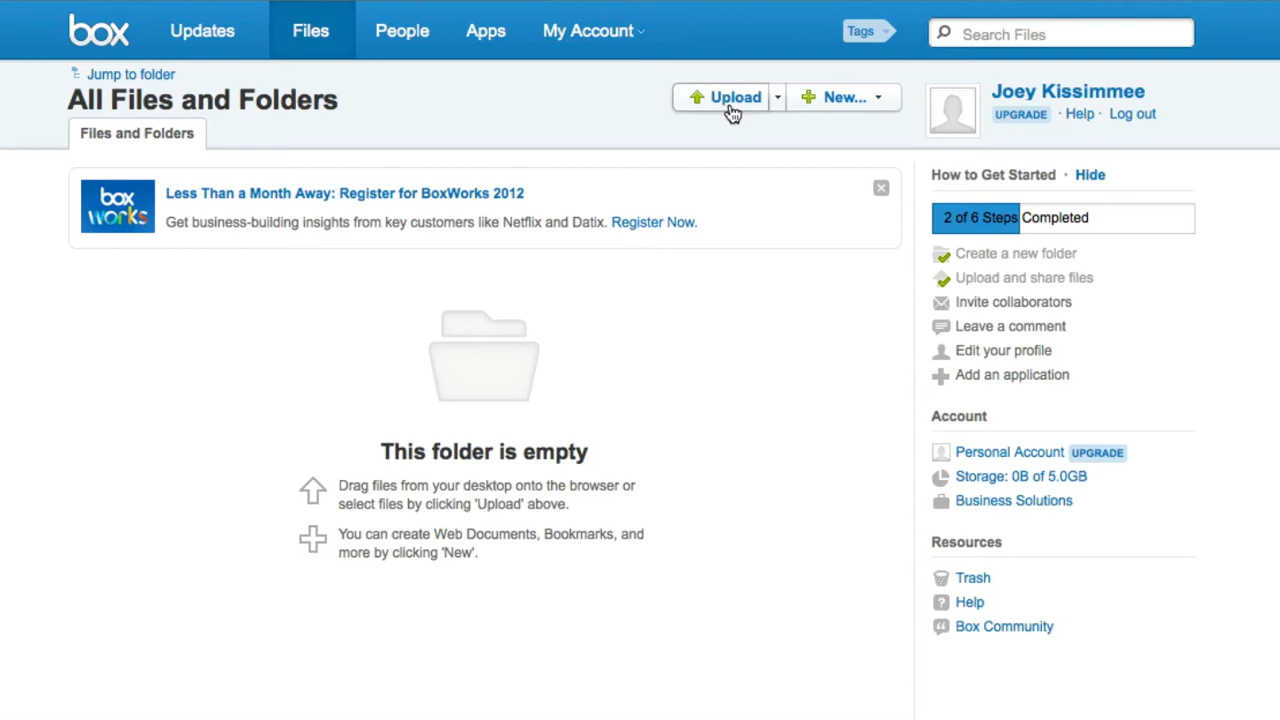 box
Updates
Files
People
Apps
My Account
Tags
Search Files
Jump to folder
All Files and Folders
Upload
New...
Joey Kissimmee
UPGRADE · Help · Log out
Files and Folders
box
works
Less Than a Month Away: Register for BoxWorks 2012
Get business-building insights from key customers like Netflix and Datix. Register Now.
This folder is empty
Drag files from your desktop onto the browser or
select files by clicking 'Upload' above.
You can create Web Documents, Bookmarks, and
more by clicking 'New'.
How to Get Started · Hide
2 of 6 Steps Completed
Create a new folder
Upload and share files
Invite collaborators
Leave a comment
Edit your profile
Add an application
Account
Personal Account UPGRADE
Storage: 0B of 5.0GB
Business Solutions
Resources
Trash
Help
Box Community